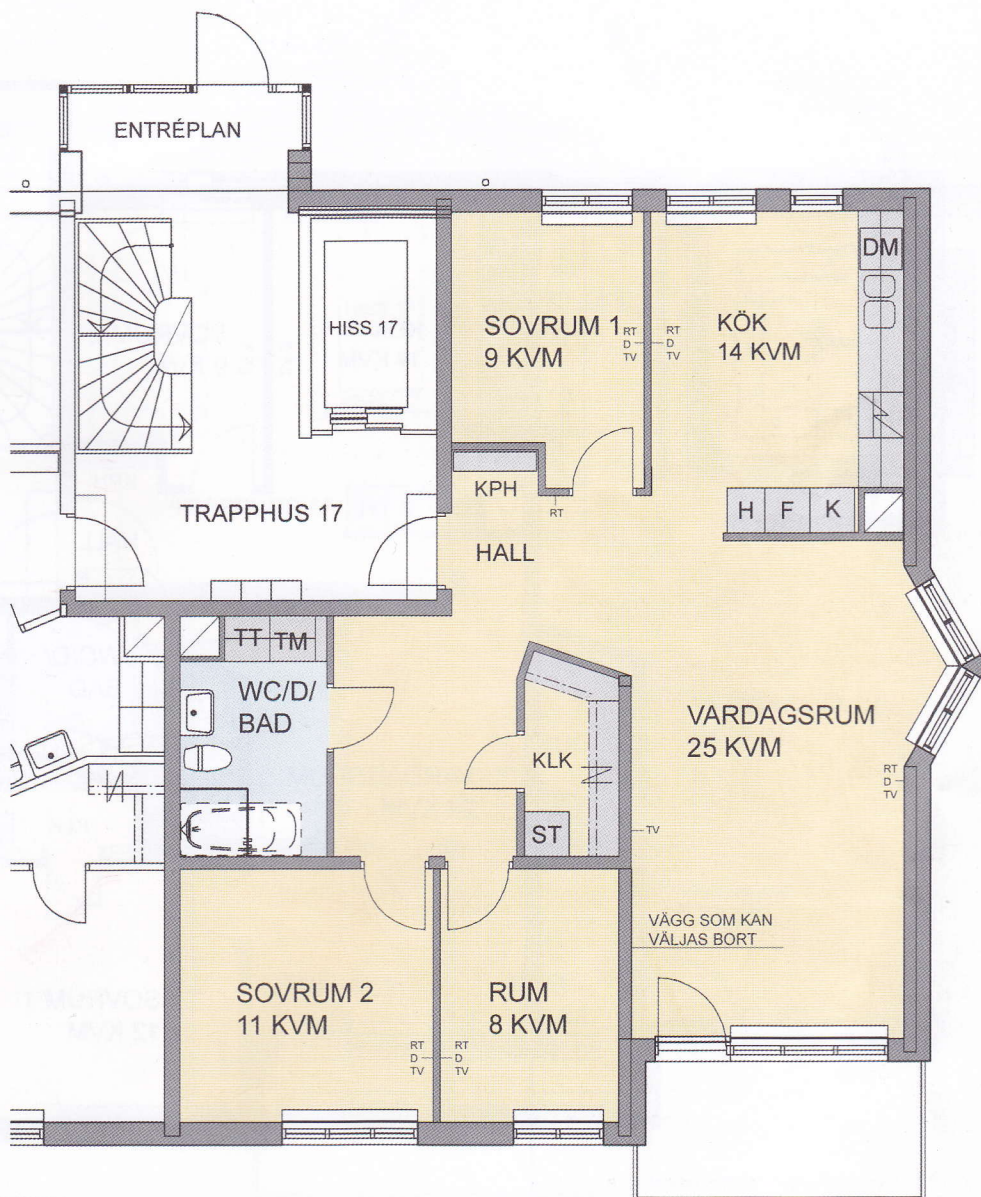 ENTRÉPLAN
HISS 17
SOVRUM 1
9 KVM
RT
D
TV
RT
D
TV
KÖK
14 KVM
DM
TRAPPHUS 17
KPH
RT
HALL
H F K
TT TM
WC/D/
BAD
KLK
ST
VARDAGSRUM
25 KVM
RT
D
TV
TV
VÄGG SOM KAN
VÄLJAS BORT
SOVRUM 2
11 KVM
RT
D
TV
RT
D
TV
RUM
8 KVM